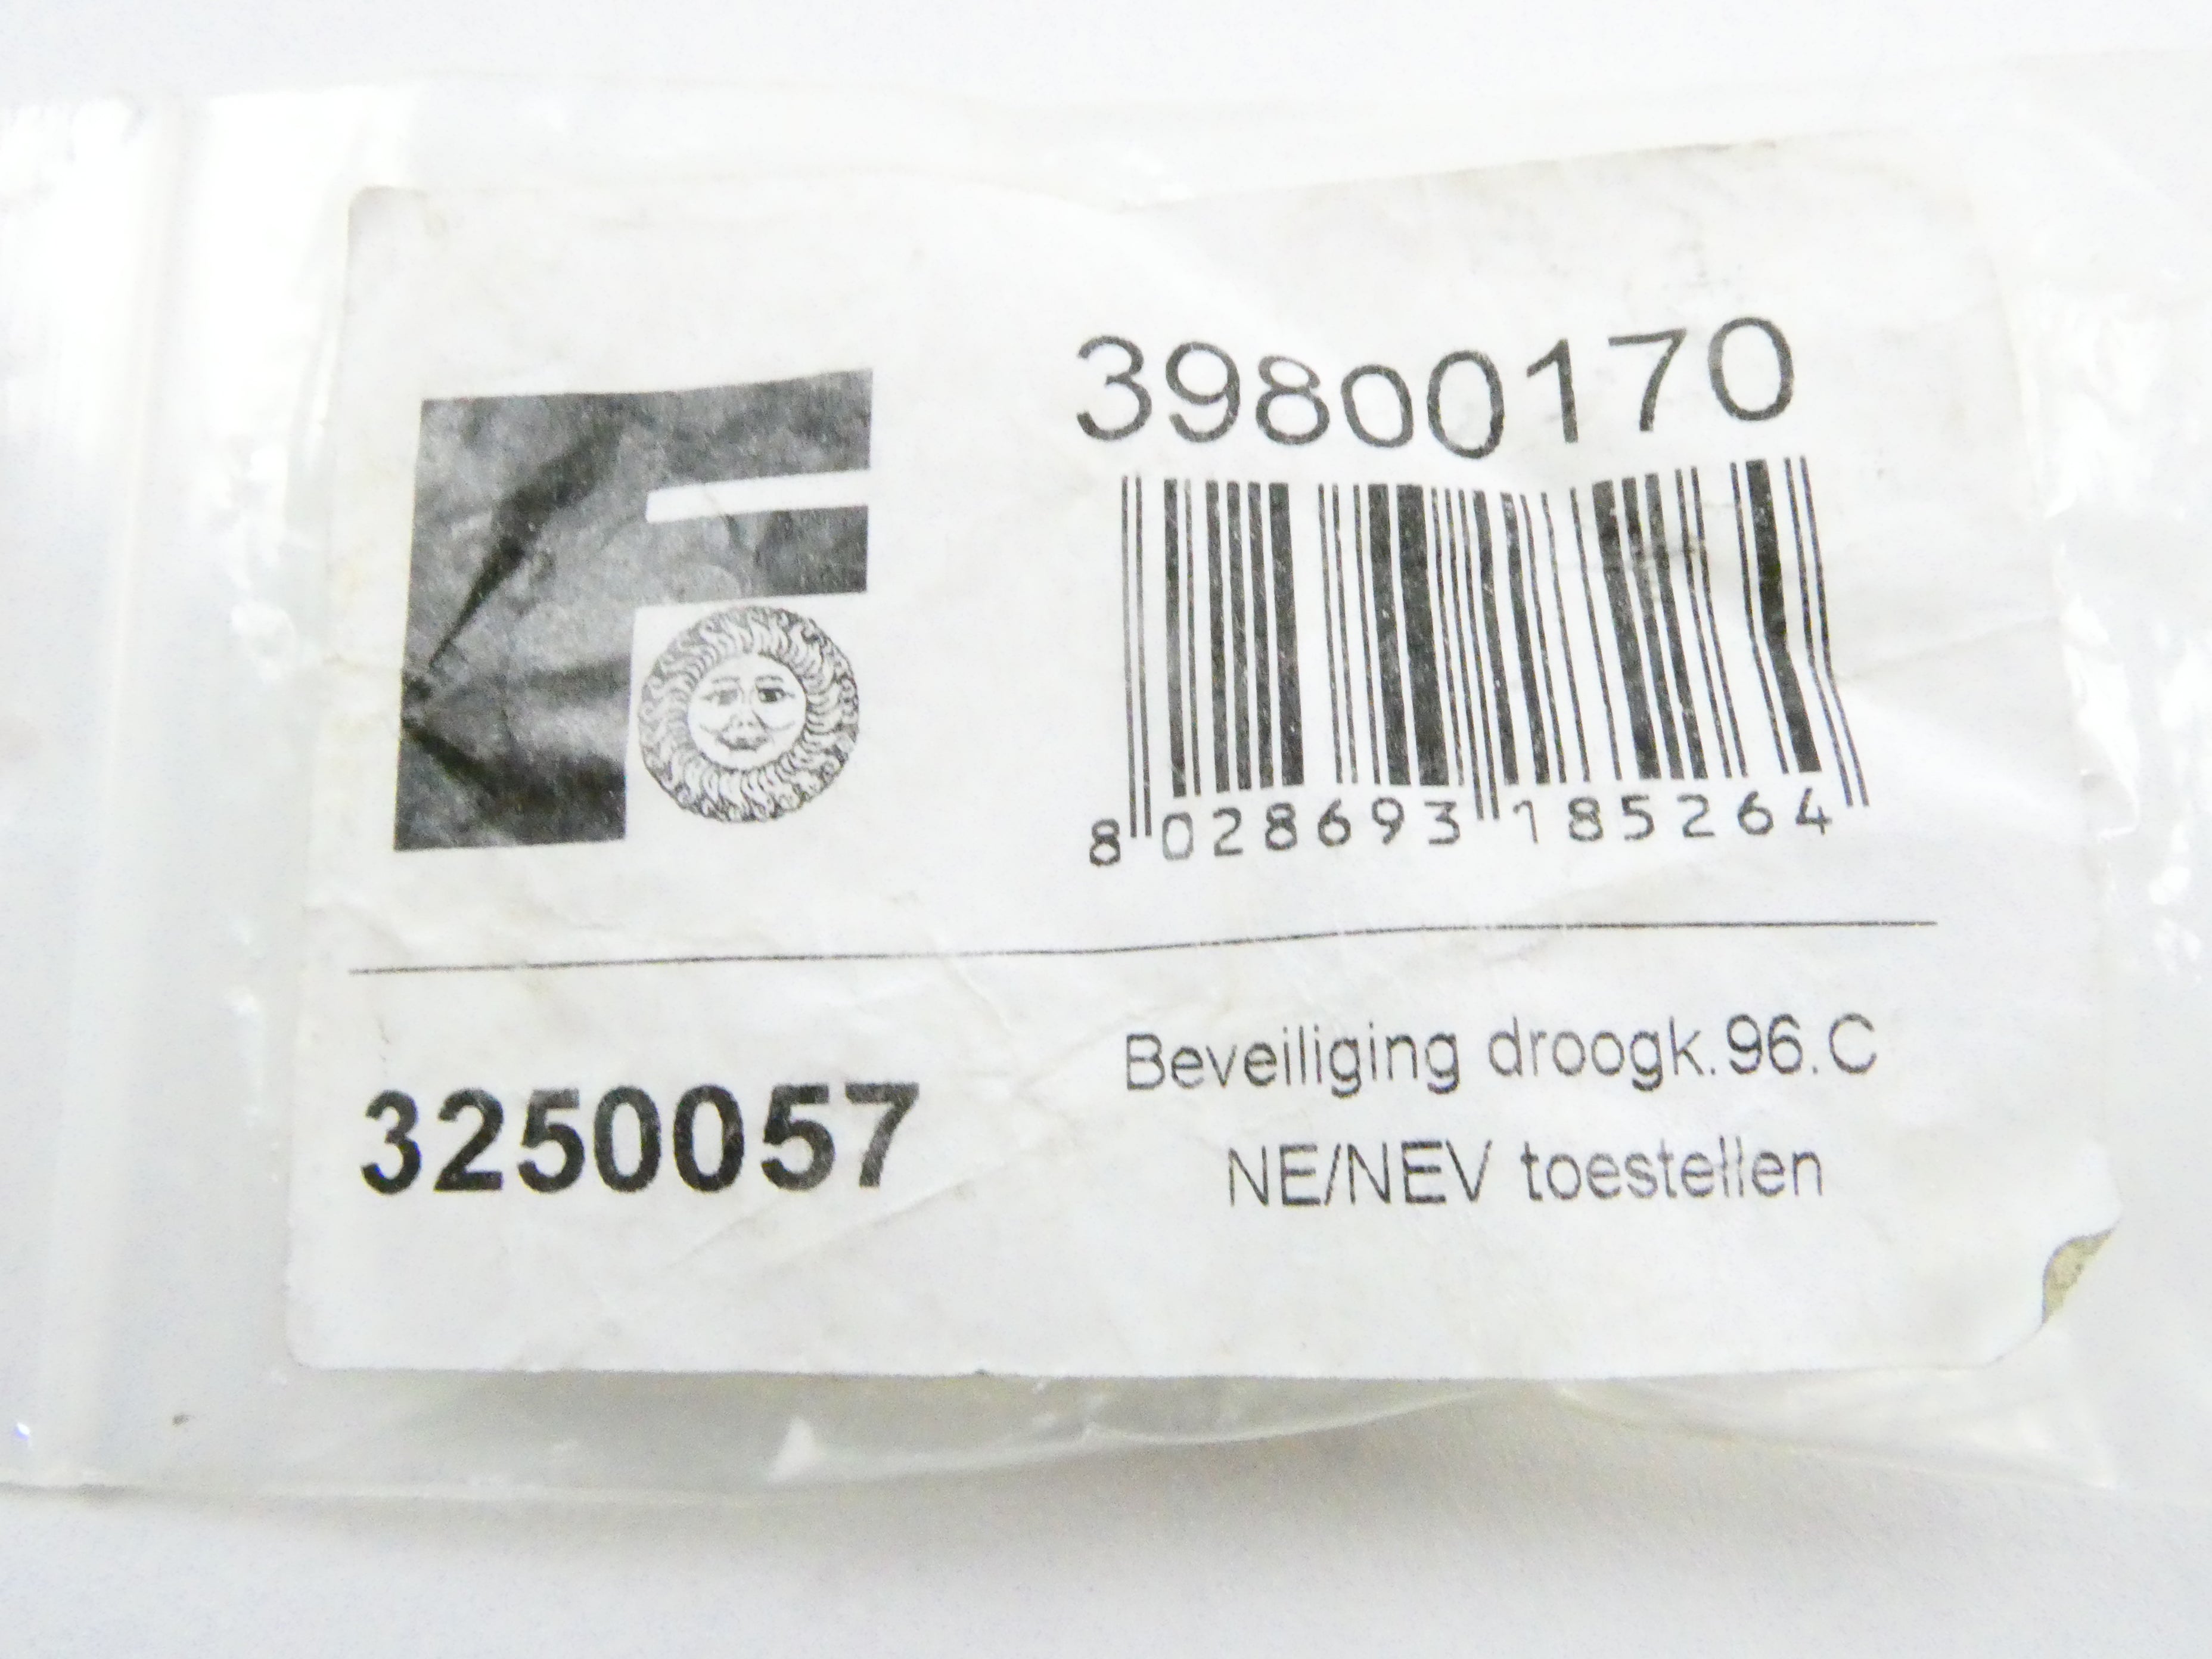 39800170
8 028693 185264
3250057
Beveiliging droogk.96.C
NE/NEV toestellen